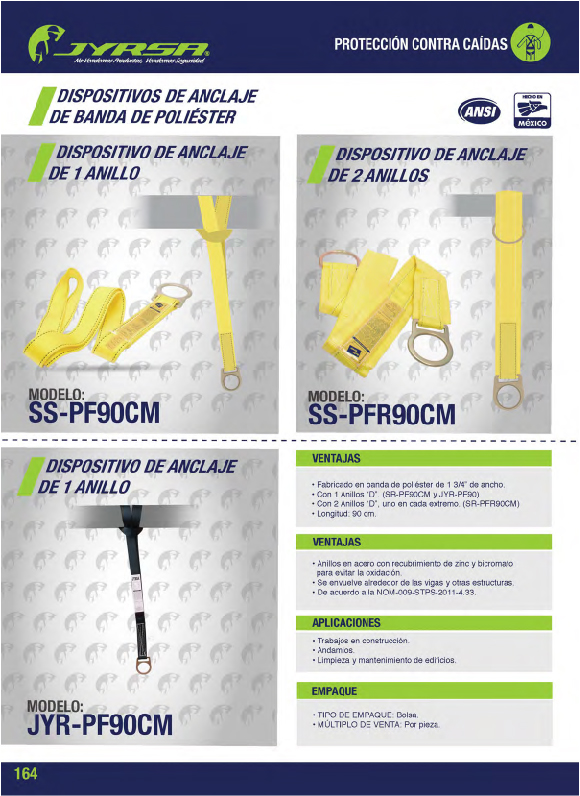 JYRSA®
No Vendemos Productos, Vendemos Seguridad
PROTECCIÓN CONTRA CAÍDAS
DISPOSITIVOS DE ANCLAJE
DE BANDA DE POLIÉSTER
ANSI
HECHO EN
MÉXICO
DISPOSITIVO DE ANCLAJE
DE 1 ANILLO
MODELO:
SS-PF90CM
DISPOSITIVO DE ANCLAJE
DE 2 ANILLOS
MODELO:
SS-PFR90CM
DISPOSITIVO DE ANCLAJE
DE 1 ANILLO
MODELO:
JYR-PF90CM
VENTAJAS
• Fabricado en banda de poliéster de 1 3/4" de ancho.
• Con 1 Anillos "D". (SR-PF90CM y JYR-PF90)
• Con 2 Anillos "D", uno en cada extremo. (SR-PFR90CM)
• Longitud: 90 cm.
VENTAJAS
• Anillos en acero con recubrimiento de zinc y bicromato
para evitar la oxidación.
• Se envuelve alrededor de las vigas y otras estructuras.
• De acuerdo a la NOM-009-STPS-2011-4.33.
APLICACIONES
• Trabajos en construcción.
• Andamios.
• Limpieza y mantenimiento de edificios.
EMPAQUE
• TIPO DE EMPAQUE: Bolsa.
• MÚLTIPLO DE VENTA: Por pieza.
164